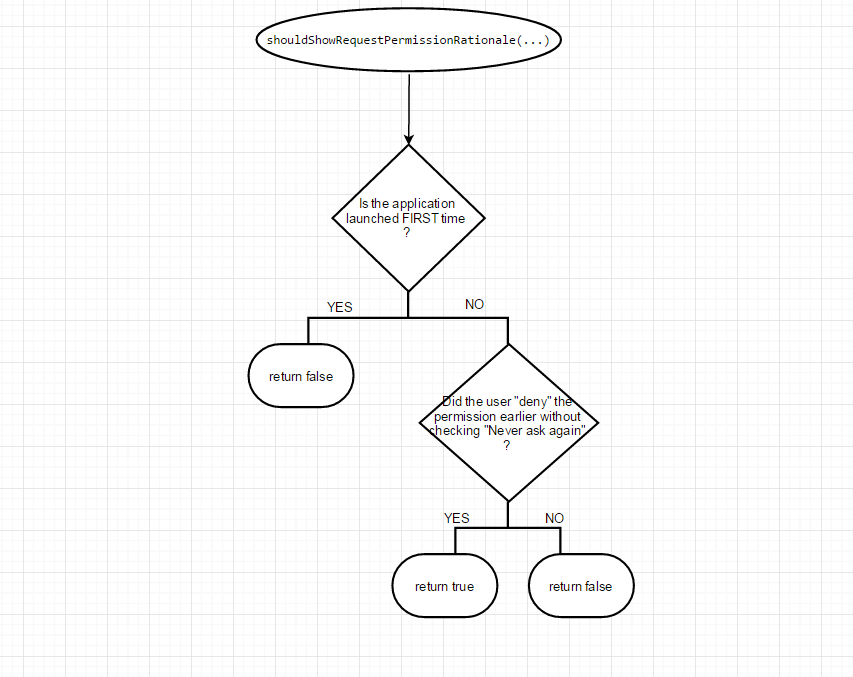 shouldShowRequestPermissionRationale(...)
Is the application
launched FIRST time
?
YES
NO
return false
Did the user "deny" the
permission earlier without
checking "Never ask again"
?
YES
NO
return true
return false